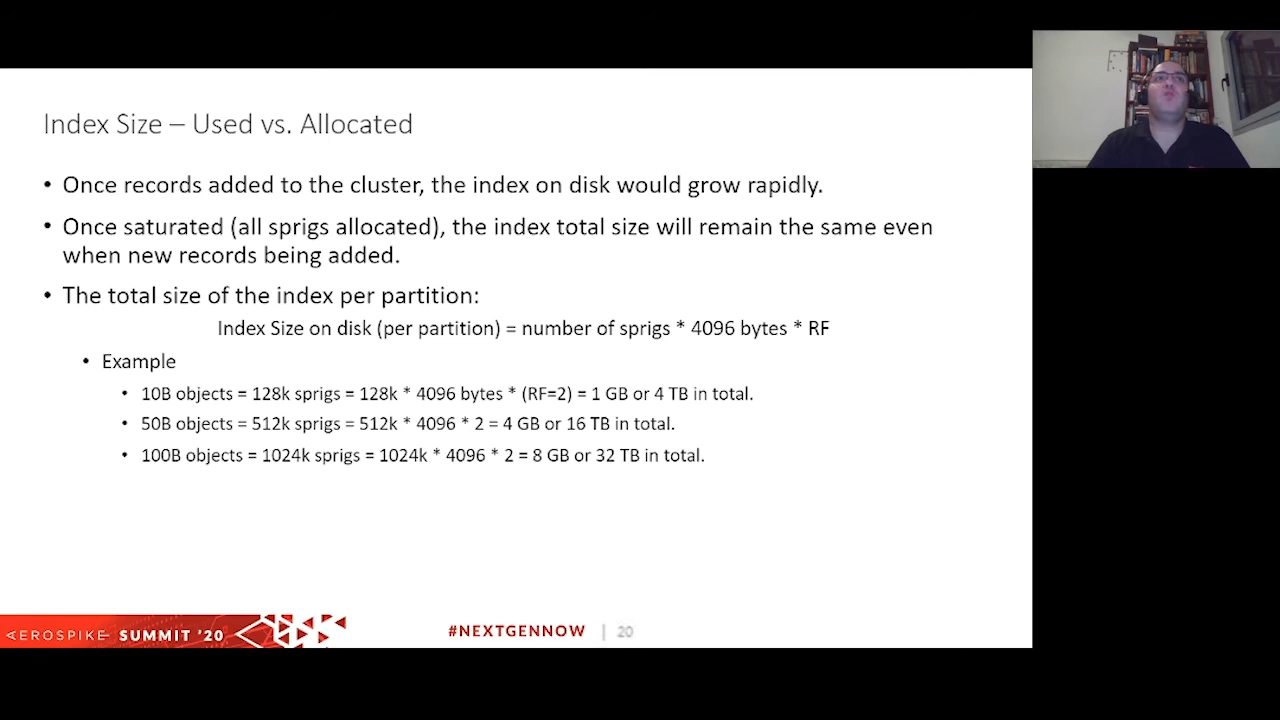 Index Size – Used vs. Allocated
• Once records added to the cluster, the index on disk would grow rapidly.
• Once saturated (all sprigs allocated), the index total size will remain the same even
when new records being added.
• The total size of the index per partition:
Index Size on disk (per partition) = number of sprigs * 4096 bytes * RF
• Example
• 10B objects = 128k sprigs = 128k * 4096 bytes * (RF=2) = 1 GB or 4 TB in total.
• 50B objects = 512k sprigs = 512k * 4096 * 2 = 4 GB or 16 TB in total.
• 100B objects = 1024k sprigs = 1024k * 4096 * 2 = 8 GB or 32 TB in total.
AEROSPIKE SUMMIT '20
#NEXTGENNOW | 20